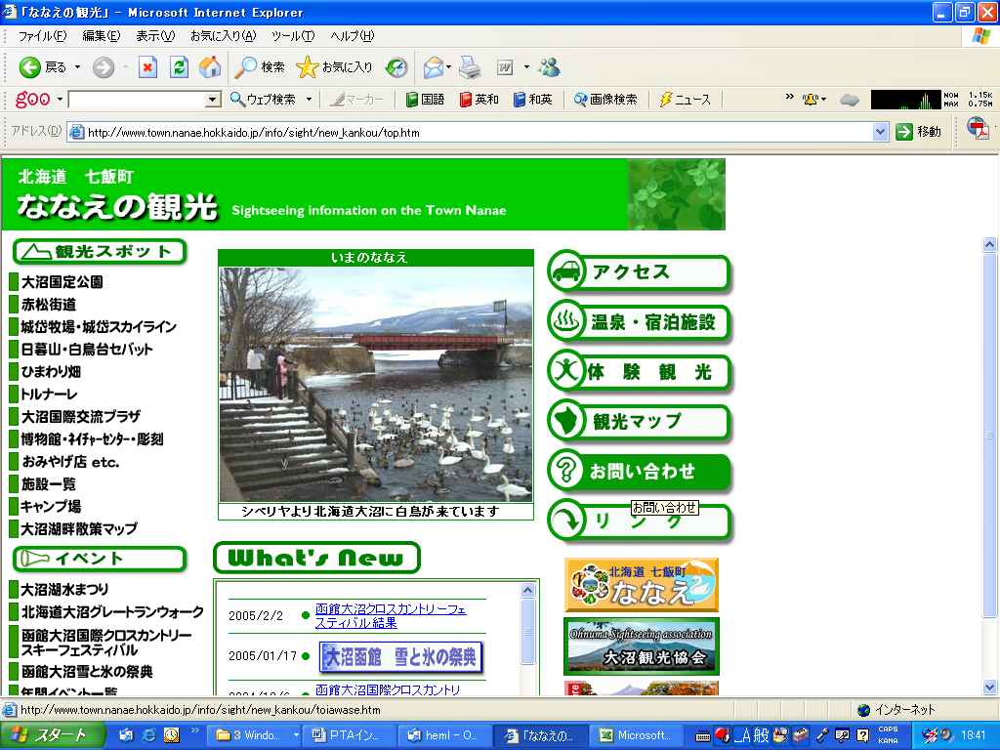 「ななえの観光」 - Microsoft Internet Explorer
ファイル(F) 編集(E) 表示(V) お気に入り(A) ツール(T) ヘルプ(H)
戻る 検索 お気に入り
goo ウェブ検索 マーカー 国語 英和 和英 画像検索 ニュース » NOW 1.15K MAX 0.75M
アドレス(D) http://www.town.nanae.hokkaido.jp/info/sight/new_kankou/top.htm 移動
北海道 七飯町
ななえの観光 Sightseeing infomation on the Town Nanae
観光スポット
大沼国定公園
赤松街道
城岱牧場・城岱スカイライン
日暮山・白鳥台セバット
ひまわり畑
トルナーレ
大沼国際交流プラザ
博物館・ネイチャーセンター・彫刻
おみやげ店 etc.
施設一覧
キャンプ場
大沼湖畔散策マップ
イベント
大沼湖水まつり
北海道大沼グレートランウォーク
函館大沼国際クロスカントリー
スキーフェスティバル
函館大沼雪と氷の祭典
年間イベント一覧
いまのななえ
シベリヤより北海道大沼に白鳥が来ています
What's New
2005/2/2 函館大沼クロスカントリーフェ
スティバル結果
2005/01/17 大沼函館 雪と氷の祭典
函館大沼国際クロスカントリ
アクセス
温泉・宿泊施設
体験観光
観光マップ
お問い合わせ
お問い合わせ
リンク
北海道 七飯町
ななえ
Ohnuma Sightseeing association
大沼観光協会
http://www.town.nanae.hokkaido.jp/info/sight/new_kankou/toiawase.htm インターネット
スタート » 3 Windo... PTAイン... heml - O... 「ななえの... Microsoft... A 般 CAPS KANA 18:41